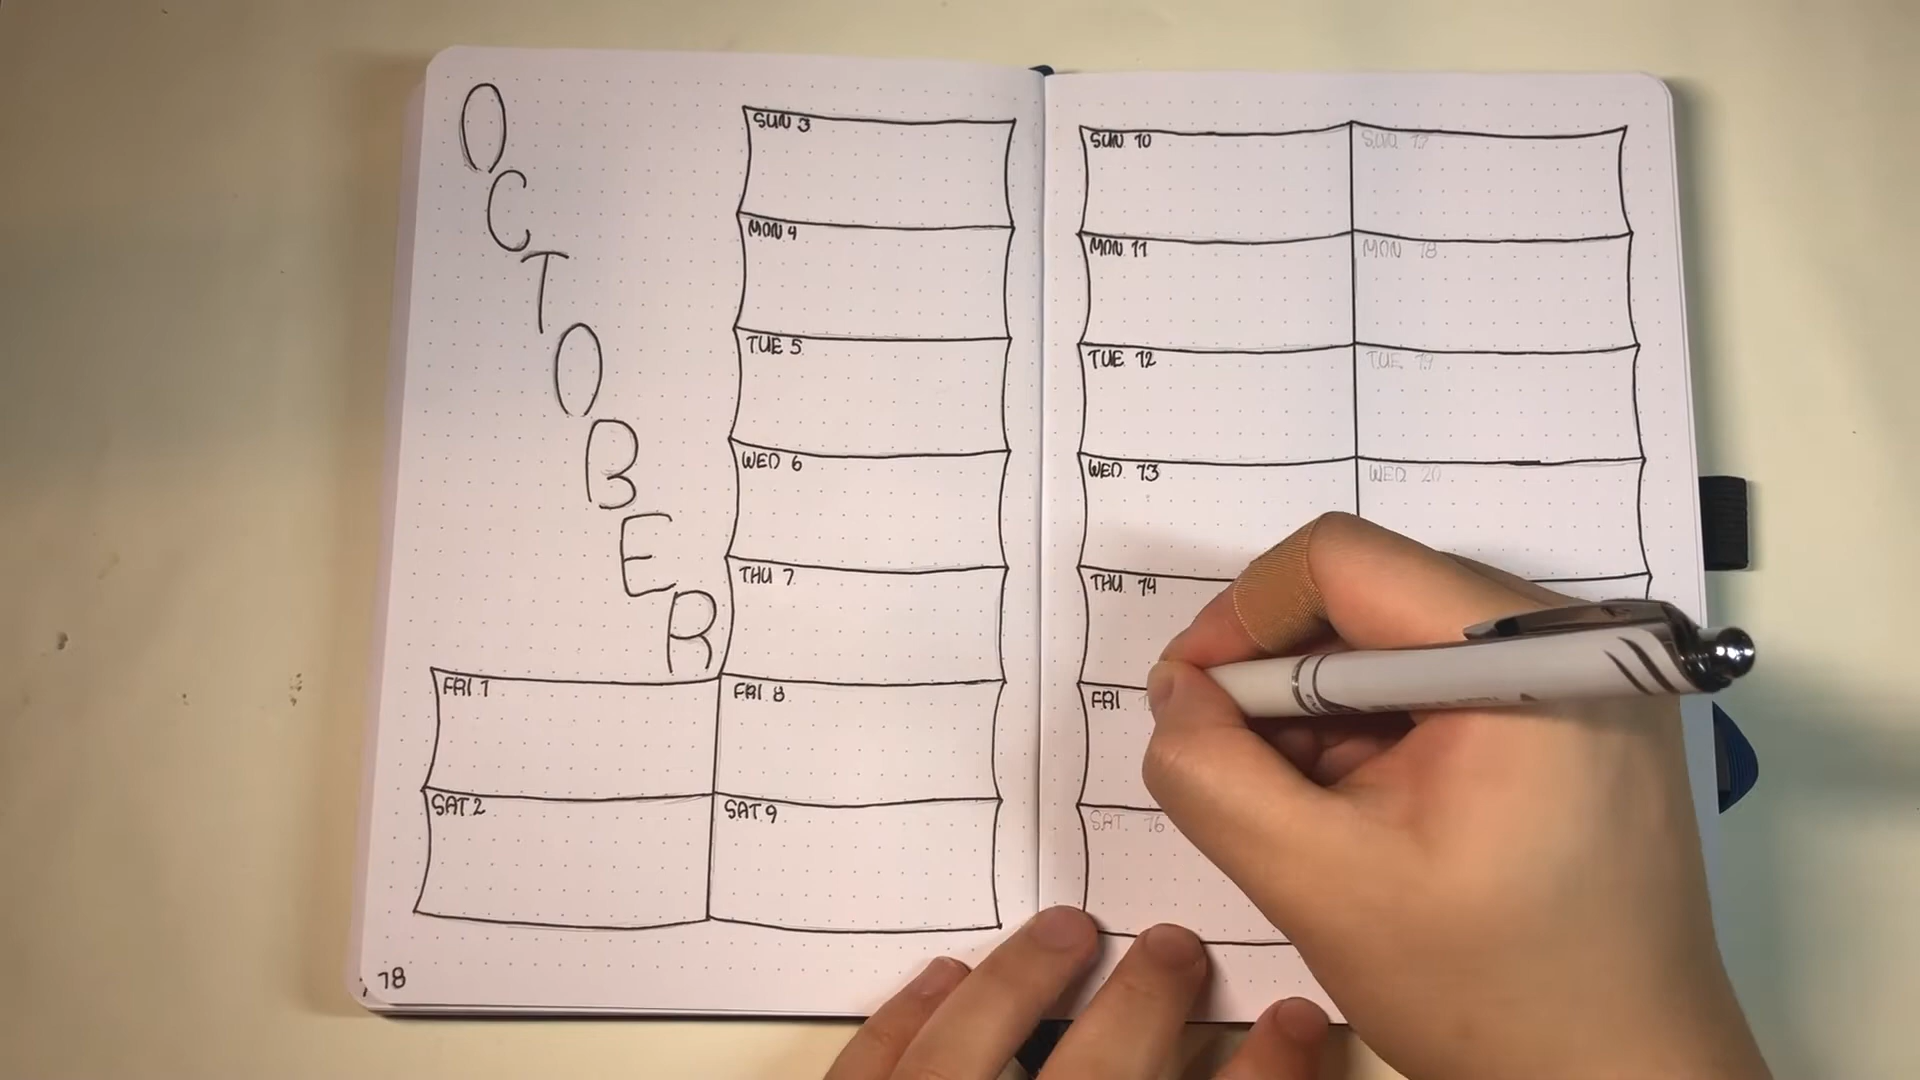 OCTOBER
FRI 1
SAT 2
SUN 3
MON 4
TUE 5
WED 6
THU 7
FRI 8
SAT 9
SUN 10
MON 11
TUE 12
WED 13
THU 14
FRI
SAT 16
SUN 17
MON 18
TUE 19
WED 20
18